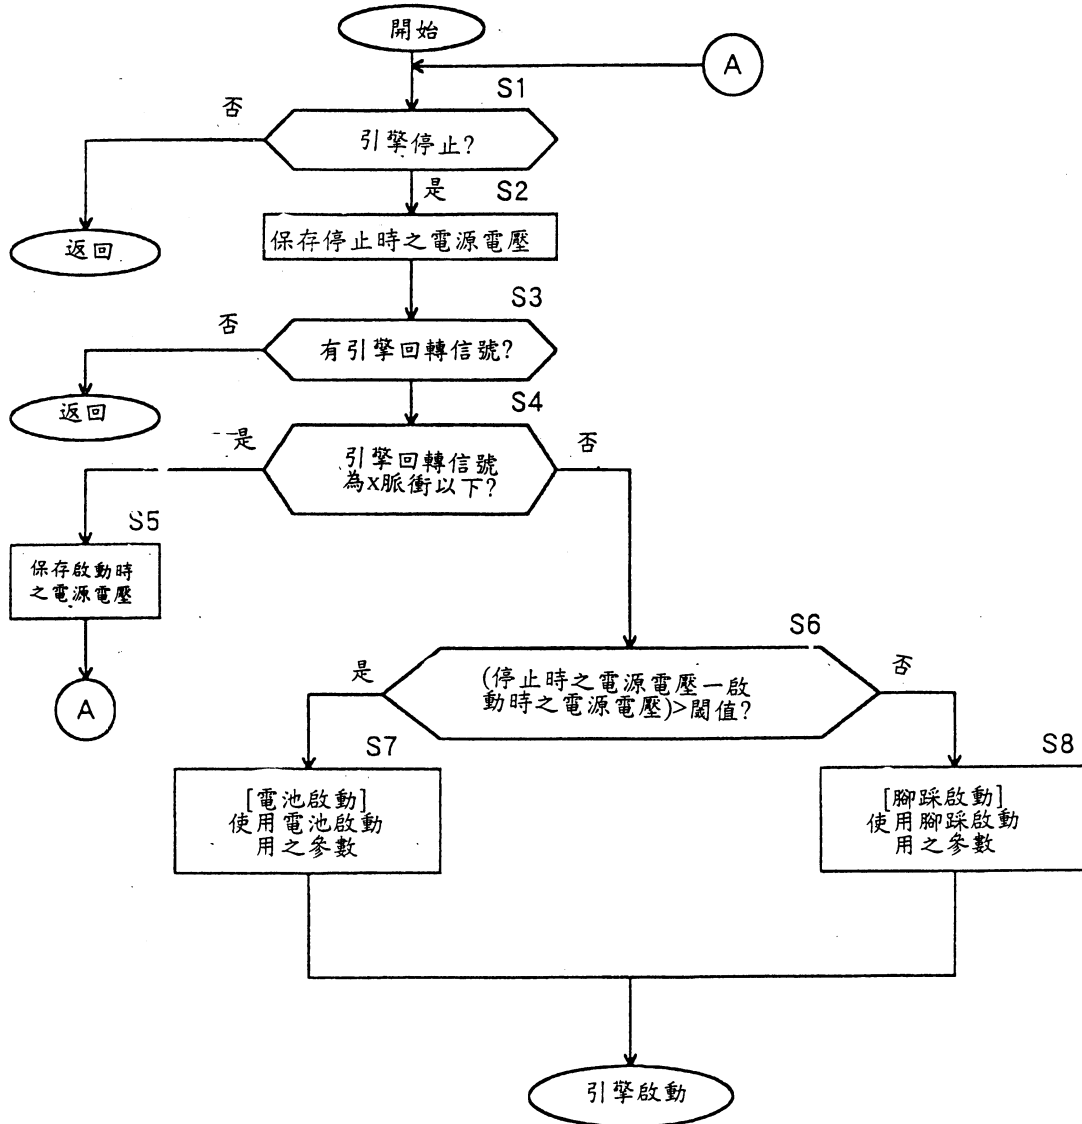 開始
A
S1
否
引擎停止?
是
S2
保存停止時之電源電壓
返回
S3
否
有引擎回轉信號?
返回
S4
是
否
引擎回轉信號
為x脈衝以下?
S5
保存啟動時
之電源電壓
A
S6
是
否
(停止時之電源電壓—啟
動時之電源電壓)>閾值?
S7
S8
[電池啟動]
使用電池啟動
用之參數
[腳踩啟動]
使用腳踩啟動
用之參數
引擎啟動